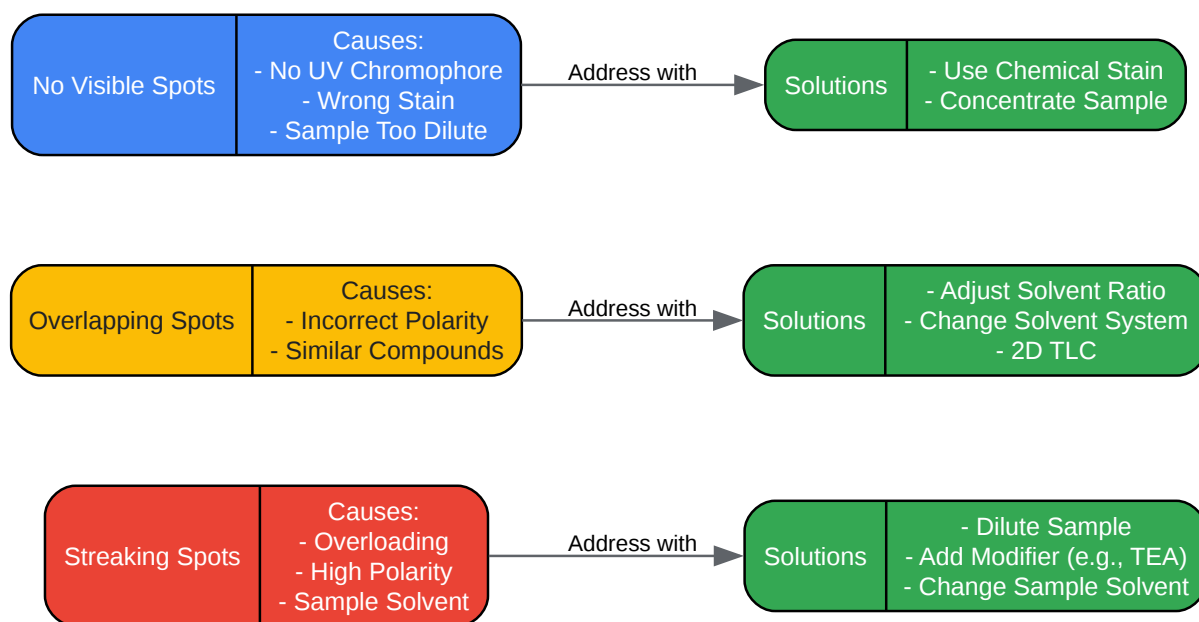 No Visible Spots
Causes:
- No UV Chromophore
- Wrong Stain
- Sample Too Dilute
Address with
Solutions
- Use Chemical Stain
- Concentrate Sample
Overlapping Spots
Causes:
- Incorrect Polarity
- Similar Compounds
Address with
Solutions
- Adjust Solvent Ratio
- Change Solvent System
- 2D TLC
Streaking Spots
Causes:
- Overloading
- High Polarity
- Sample Solvent
Address with
Solutions
- Dilute Sample
- Add Modifier (e.g., TEA)
- Change Sample Solvent